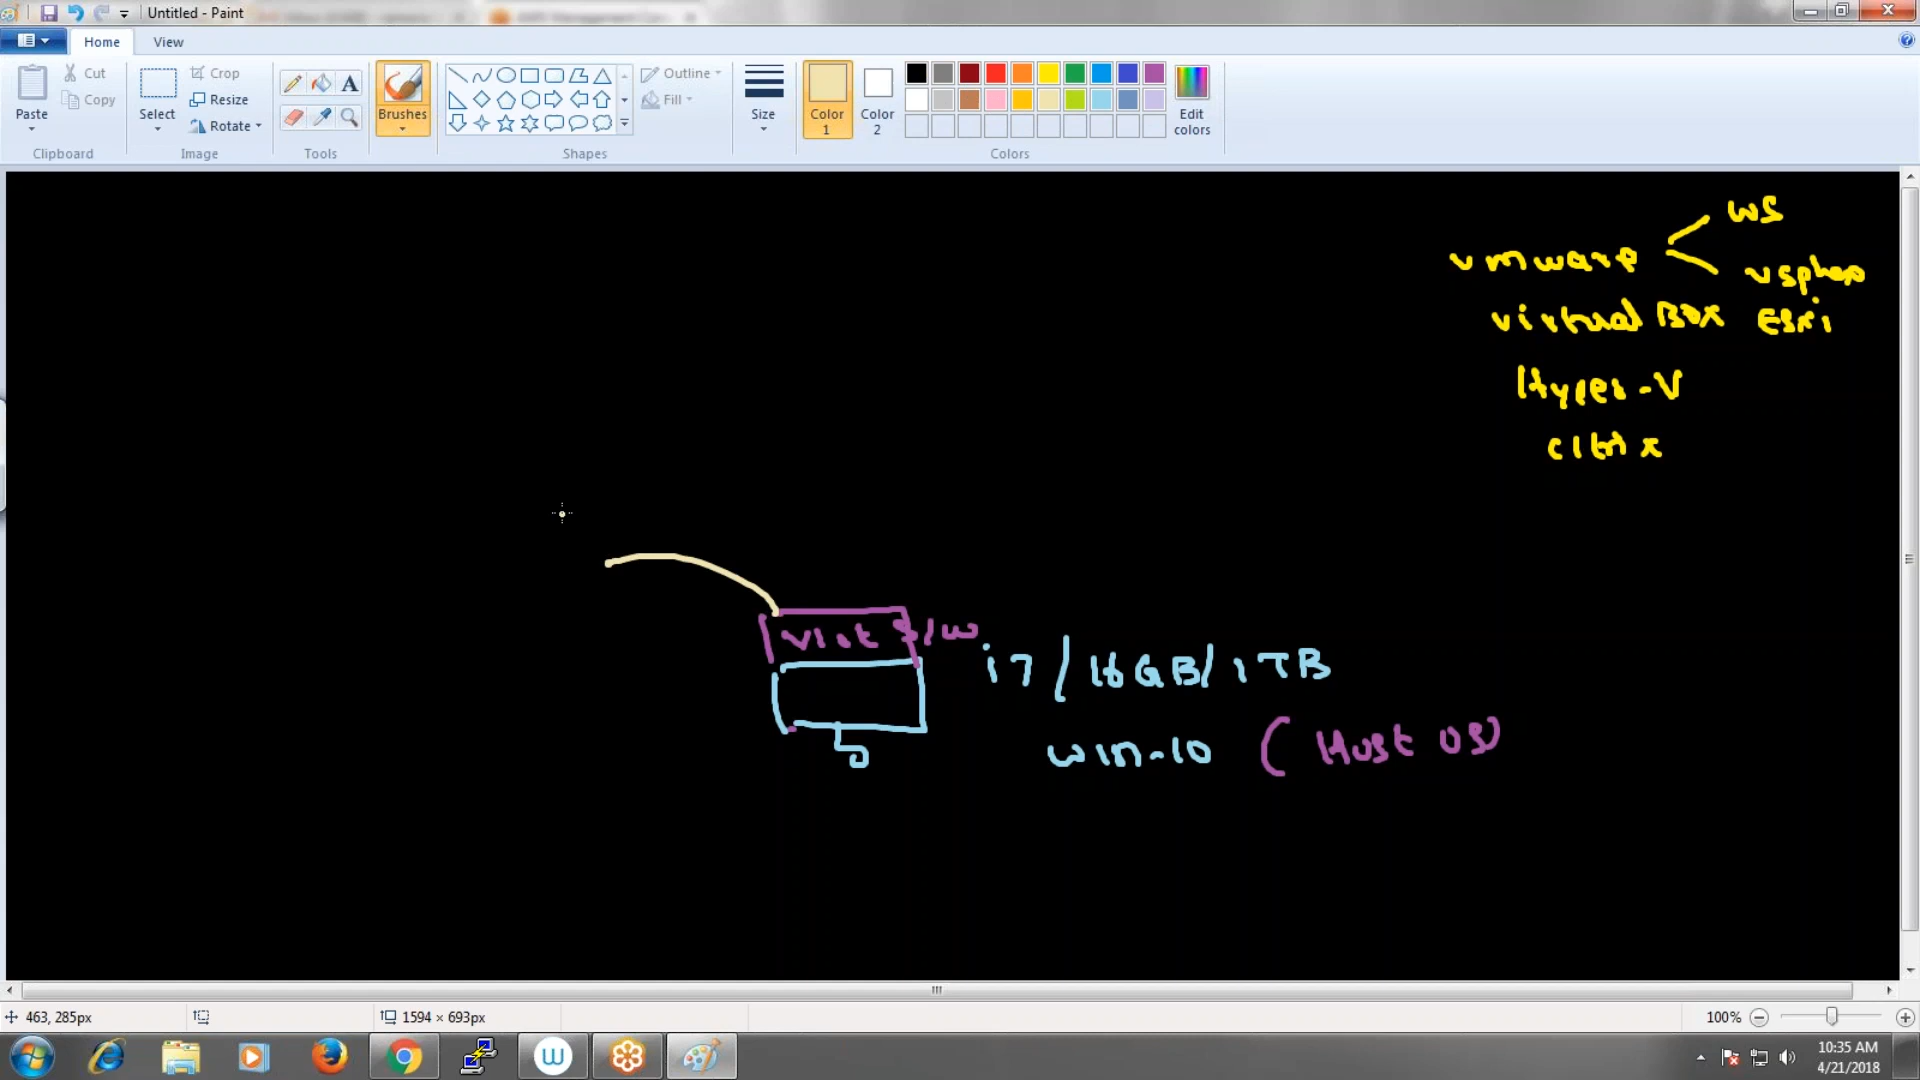 Untitled - Paint
Home View
Cut
Copy
Paste
Clipboard
Crop
Resize
Rotate
Select
Image
Tools
Brushes
Outline
Fill
Shapes
Size
Color 1
Color 2
Edit colors
Colors
vmware
ws
vsphere
virtual Box ESXi
Hyper-V
citrix
virt s/w
i7/16GB/1TB
win-10 (Host OS)
463, 285px
1594 × 693px
100%
10:35 AM
4/21/2018